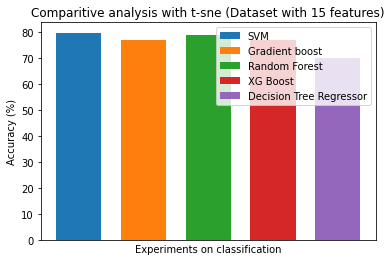 Comparitive analysis with t-sne (Dataset with 15 features)
SVM
Gradient boost
Random Forest
XG Boost
Decision Tree Regressor
80
70
60
50
40
30
20
10
0
Accuracy (%)
Experiments on classification